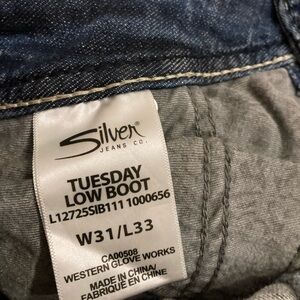 Silver
JEANS CO.
TUESDAY
LOW BOOT
L12725SIB111 1000656
W31/L33
CA00508
WESTERN GLOVE WORKS
MADE IN CHINA/
FABRIQUÉ EN CHINE